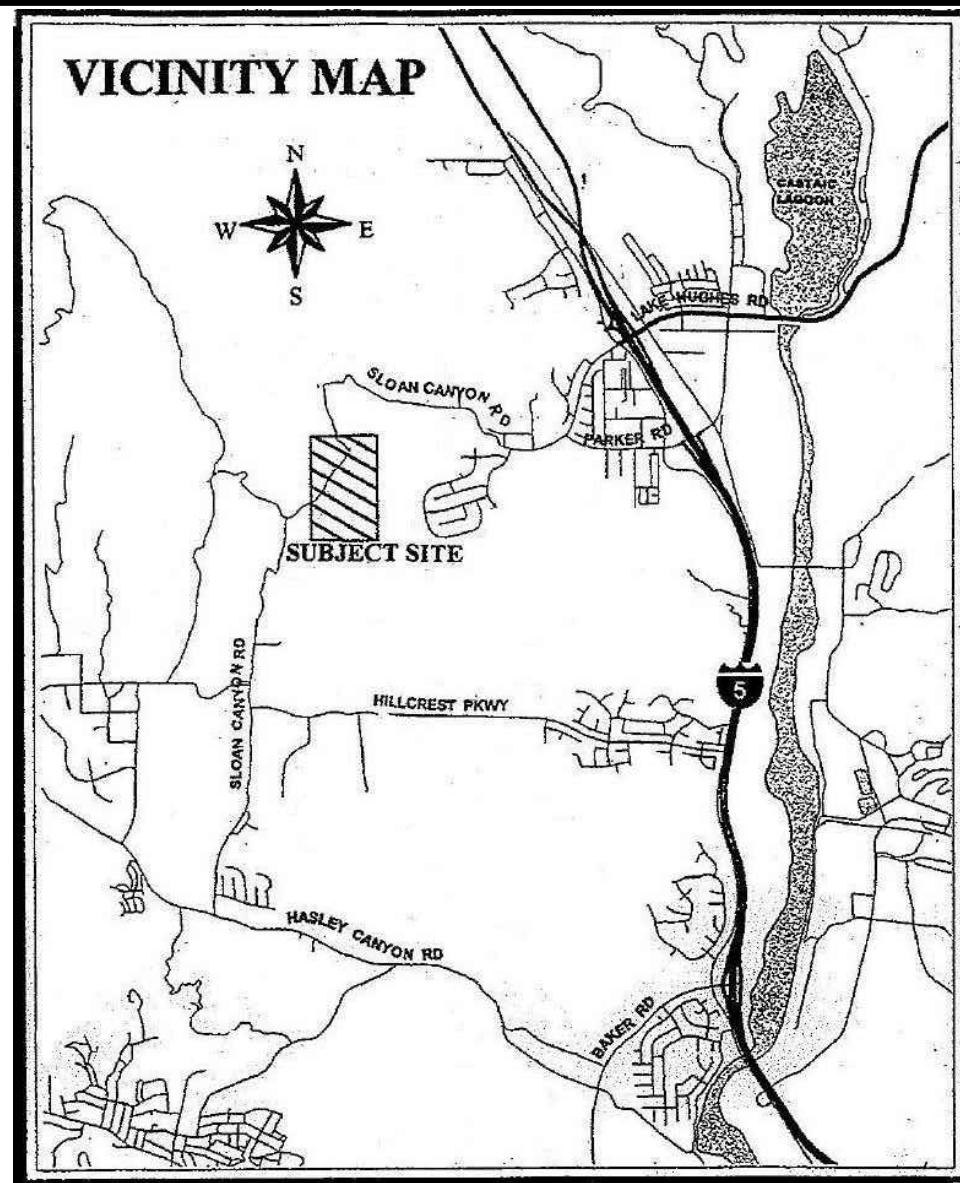 VICINITY MAP
N
W
E
S
CASTAIC
LAGOON
LAKE HUGHES RD
SLOAN CANYON RD
PARKER RD
SUBJECT SITE
SLOAN CANYON RD
HILLCREST PKWY
5
HASLEY CANYON RD
BAKER RD